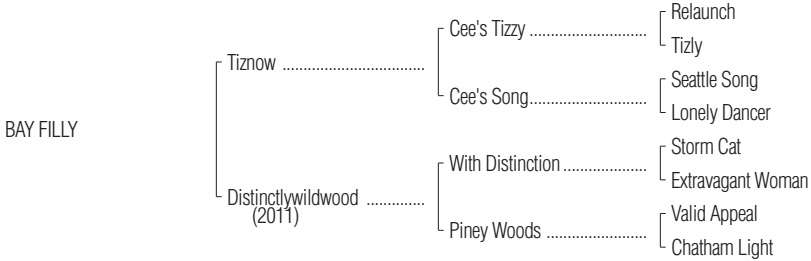 Relaunch
Cee's Tizzy ............................
Tizly
Tiznow ..................................
Seattle Song
Cee's Song............................
Lonely Dancer
BAY FILLY
Storm Cat
With Distinction ....................
Extravagant Woman
Distinctlywildwood ..............
(2011)
Valid Appeal
Piney Woods ........................
Chatham Light